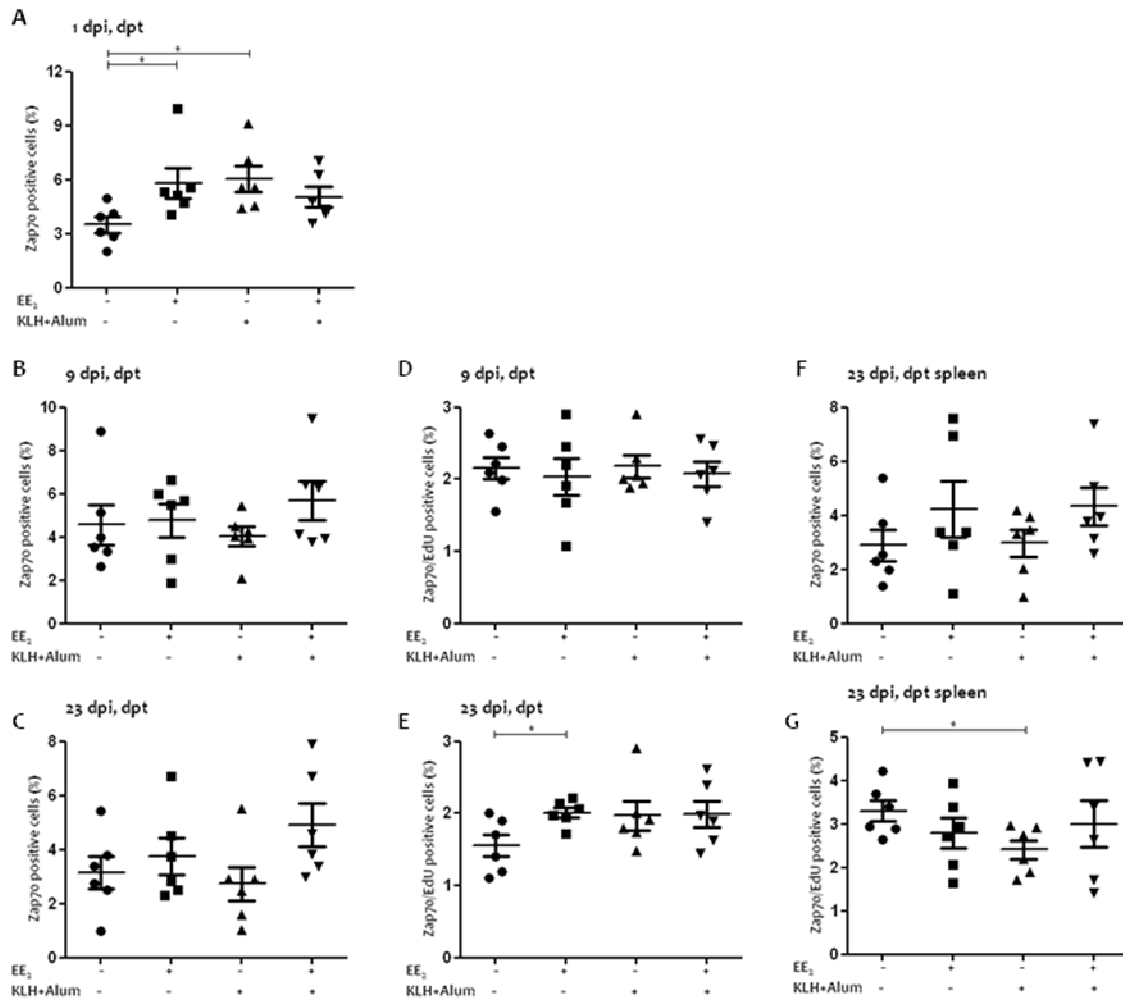 A
1 dpi, dpt
*
*
12
9
6
3
0
Zap70 positive cells (%)
EE₂ - + - +
KLH+Alum - - + +
B
9 dpi, dpt
10
8
6
4
2
0
Zap70 positive cells (%)
EE₂ - + - +
KLH+Alum - - + +
D
9 dpi, dpt
3
2
1
0
Zap70/EdU positive cells (%)
EE₂ - + - +
KLH+Alum - - + +
F
23 dpi, dpt spleen
8
6
4
2
0
Zap70 positive cells (%)
EE₂ - + - +
KLH+Alum - - + +
C
23 dpi, dpt
8
6
4
2
0
Zap70 positive cells (%)
EE₂ - + - +
KLH+Alum - - + +
E
23 dpi, dpt
*
3
2
1
0
Zap70/EdU positive cells (%)
EE₂ - + - +
KLH+Alum - - + +
G
23 dpi, dpt spleen
*
5
4
3
2
1
0
Zap70/EdU positive cells (%)
EE₂ - + - +
KLH+Alum - - + +